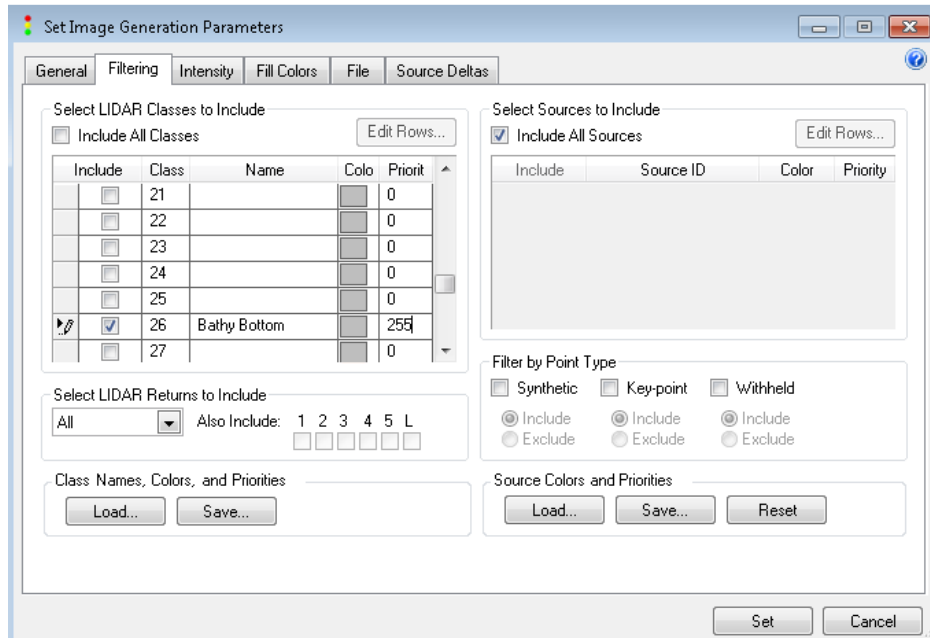 Set Image Generation Parameters
General Filtering Intensity Fill Colors File Source Deltas
Select LIDAR Classes to Include
Include All Classes Edit Rows...
Include Class Name Colo Priorit
21 0
22 0
23 0
24 0
25 0
26 Bathy Bottom 255
27 0
Select LIDAR Returns to Include
All Also Include: 1 2 3 4 5 L
Class Names, Colors, and Priorities
Load... Save...
Select Sources to Include
Include All Sources Edit Rows...
Include Source ID Color Priority
Filter by Point Type
Synthetic Key-point Withheld
Include Include Include
Exclude Exclude Exclude
Source Colors and Priorities
Load... Save... Reset
Set Cancel